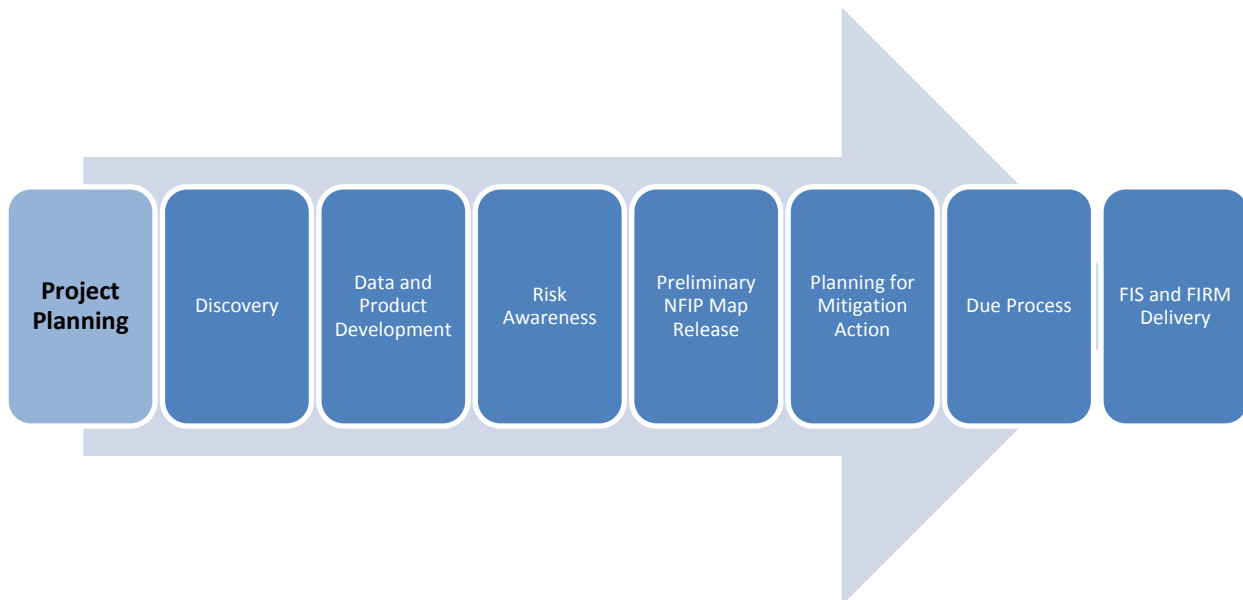 Project
Planning
Discovery
Data and
Product
Development
Risk
Awareness
Preliminary
NFIP Map
Release
Planning for
Mitigation
Action
Due Process
FIS and FIRM
Delivery